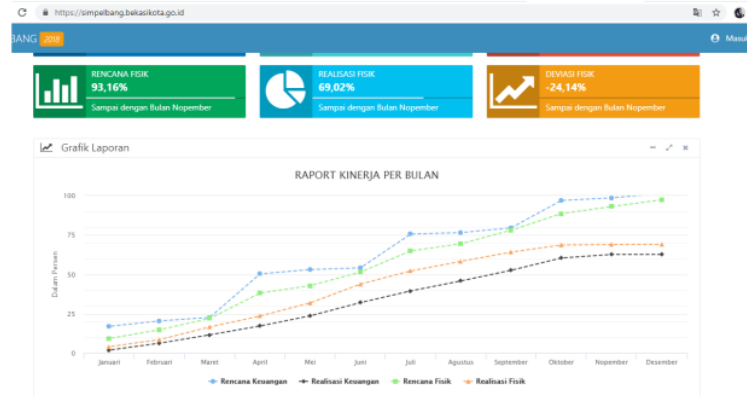 https://simpelbang.bekasikota.go.id
BANG 2018
Masuk
RENCANA FISIK
93,16%
Sampai dengan Bulan Nopember
REALISASI FISIK
69,02%
Sampai dengan Bulan Nopember
DEVIASI FISIK
-24,14%
Sampai dengan Bulan Nopember
Grafik Laporan
RAPORT KINERJA PER BULAN
Dalam Persen
100
75
50
25
0
Januari Februari Maret April Mei Juni Juli Agustus September Oktober Nopember Desember
Rencana Keuangan Realisasi Keuangan Rencana Fisik Realisasi Fisik